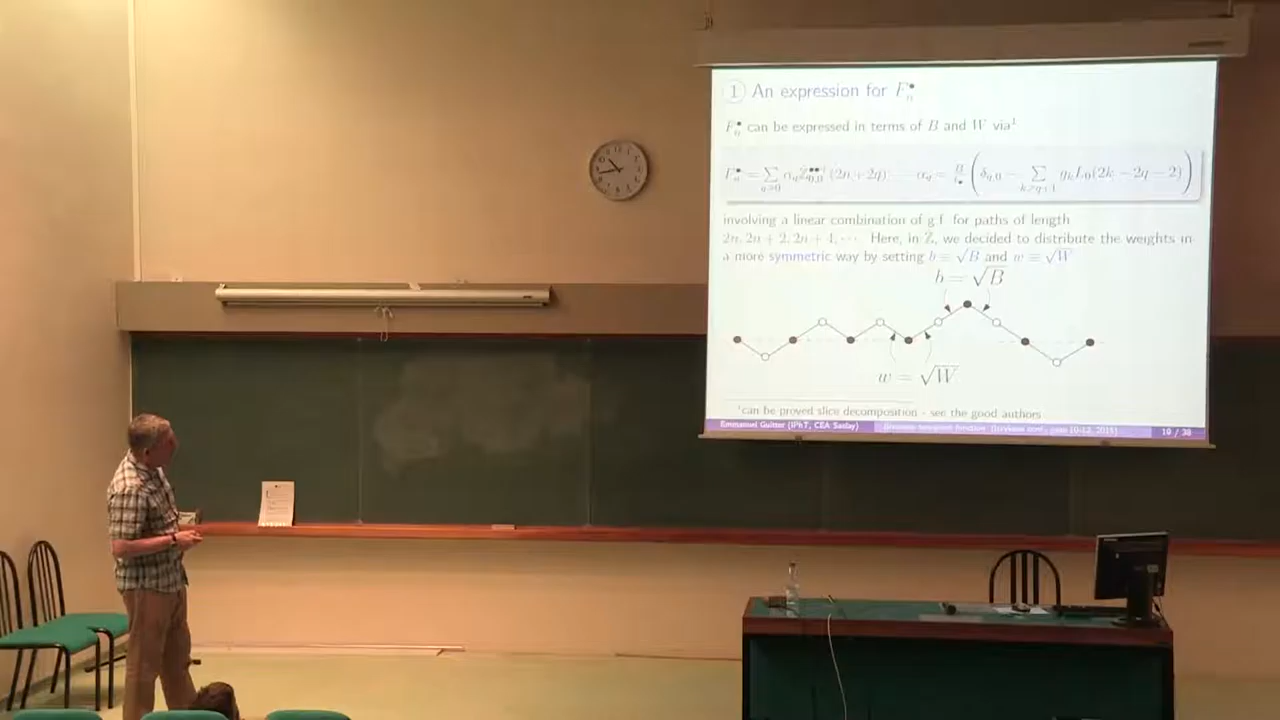 1 An expression for F_n^•
F_n^• can be expressed in terms of B and W via¹
involving a linear combination of g.f. for paths of length
2n, 2n + 2, 2n + 4, ⋯ Here, in Z, we decided to distribute the weights in
a more symmetric way by setting b = √B and w = √W
b = √B
w = √W
¹can be proved slice decomposition - see the good authors
Emmanuel Guitter (IPhT, CEA Saclay)
19 / 38